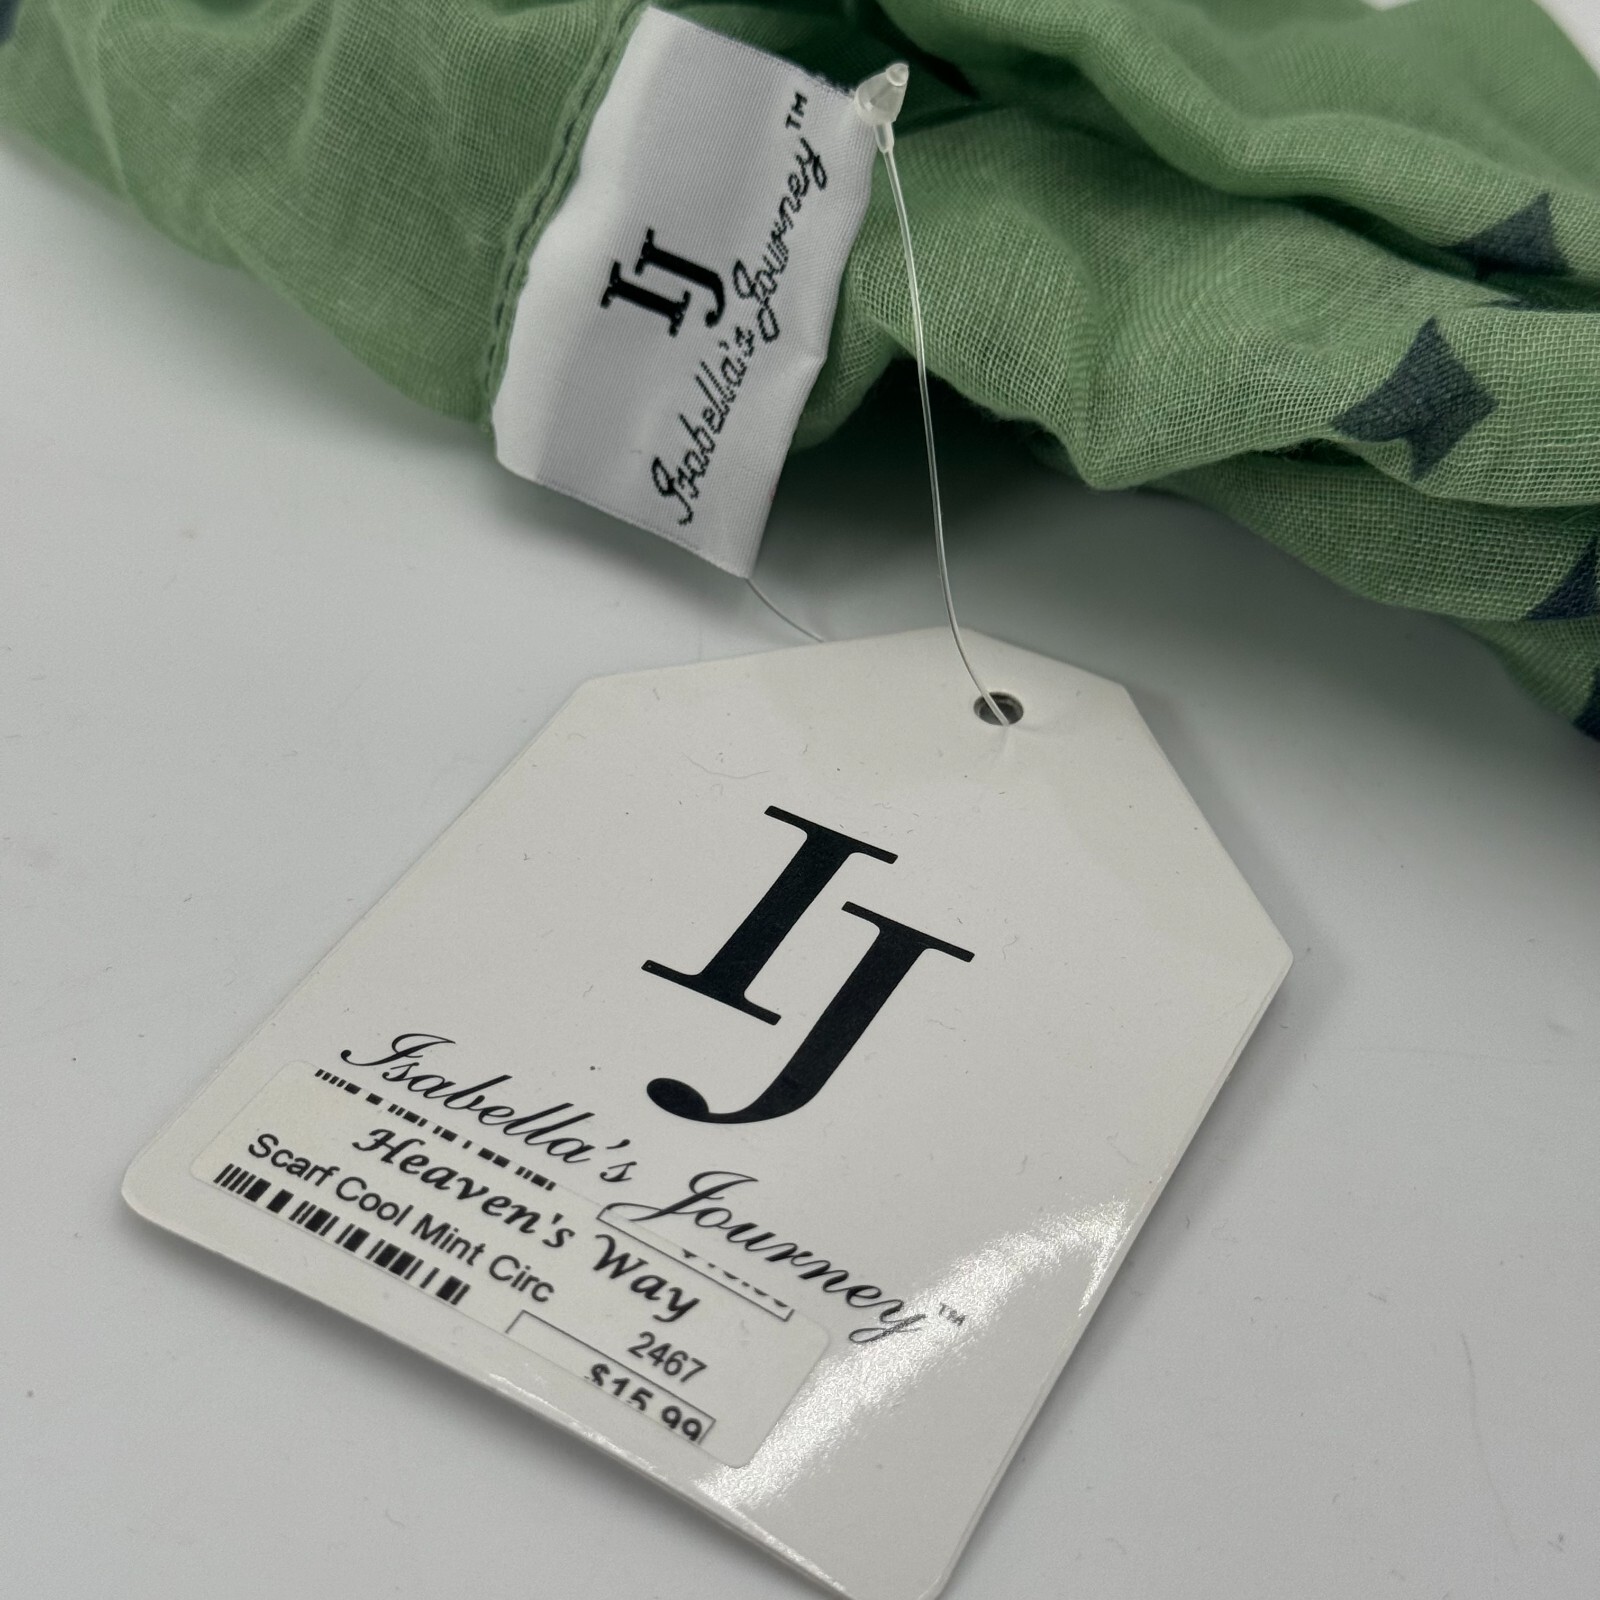 IJ
Isabella's Journey™
IJ
Isabella's Journey™
Heaven's Way
Scarf Cool Mint Circ
2467
$15.99